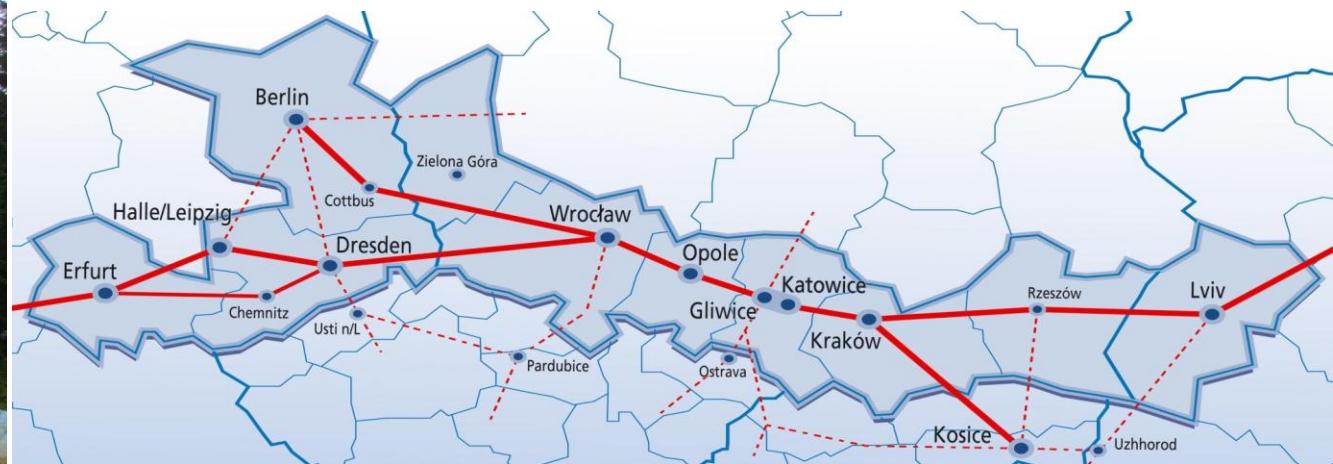 Berlin
Zielona Góra
Cottbus
Halle/Leipzig
Wrocław
Dresden
Opole
Erfurt
Katowice
Gliwice
Rzeszów
Lviv
Chemnitz
Usti n/L
Kraków
Pardubice
Ostrava
Kosice
Uzhhorod